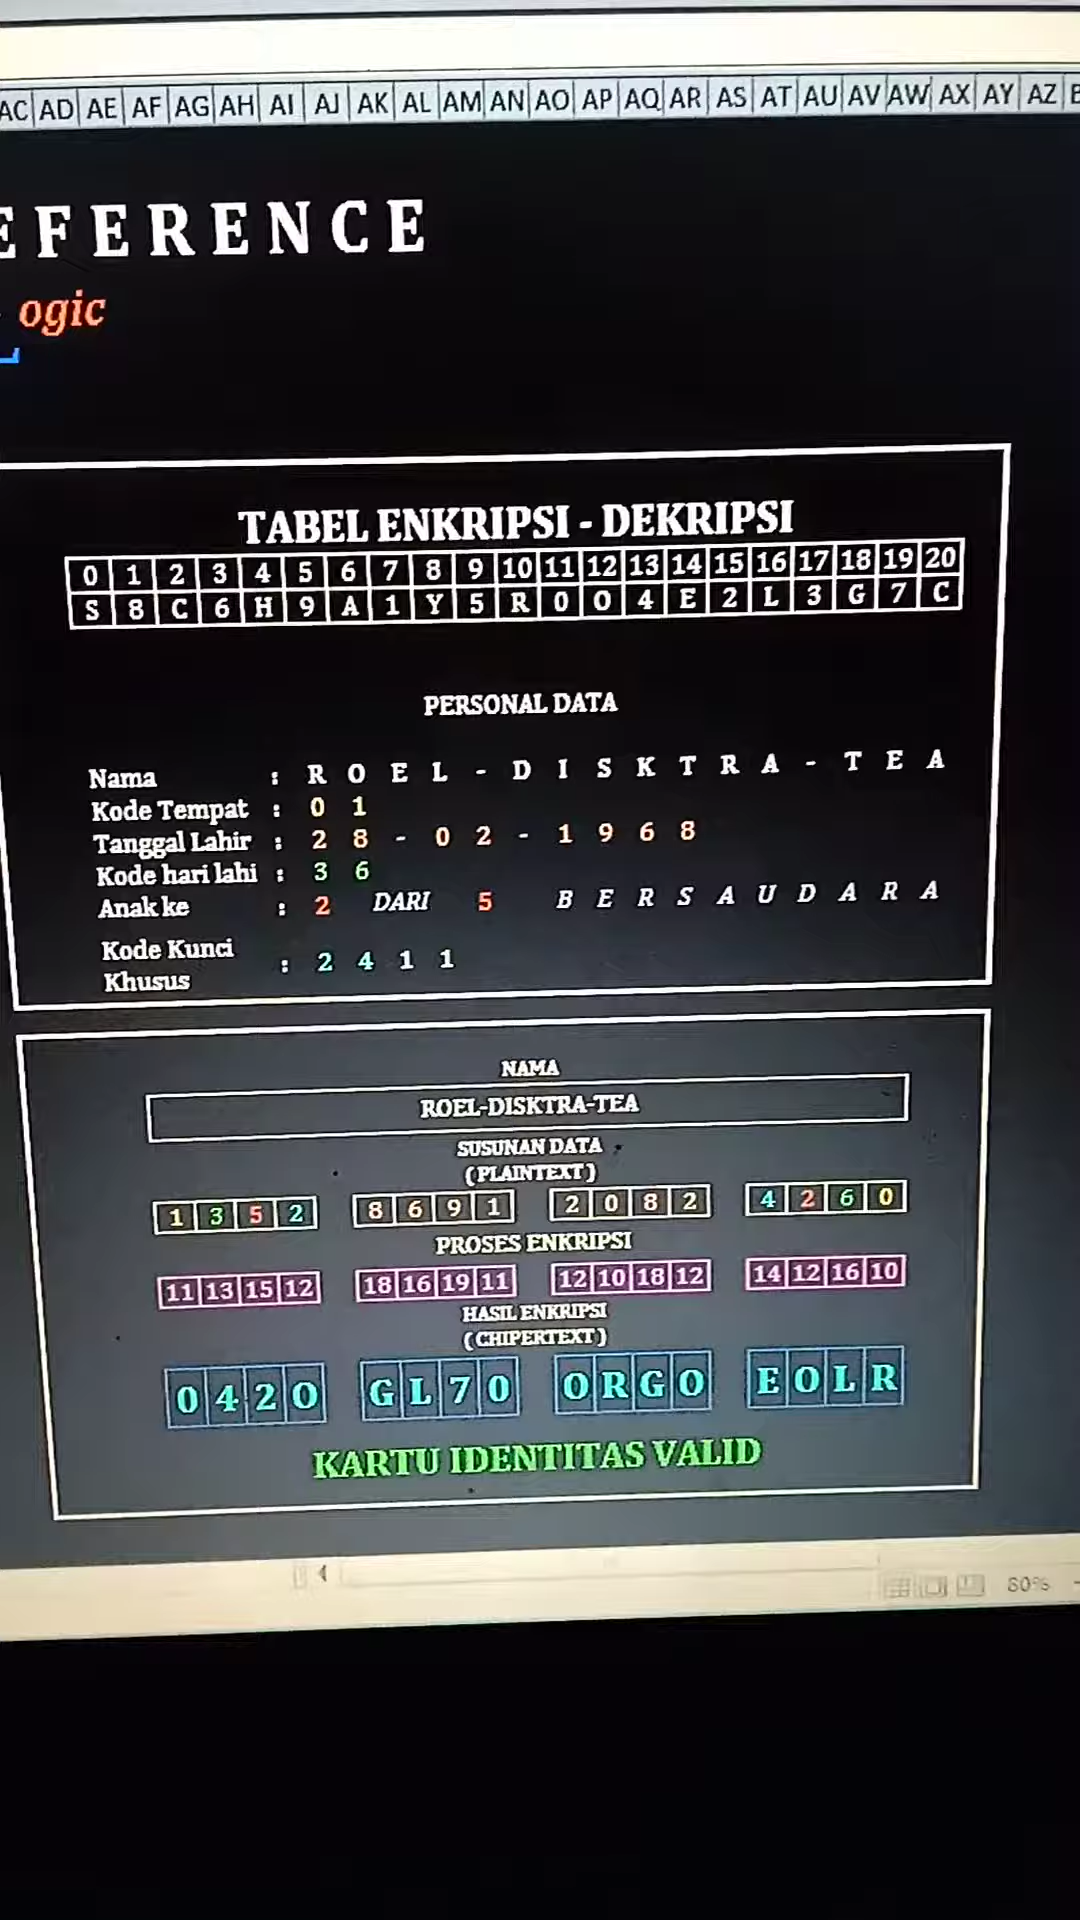 AC AD AE AF AG AH AI AJ AK AL AM AN AO AP AQ AR AS AT AU AV AW AX AY AZ
EFERENCE
ogic
TABEL ENKRIPSI - DEKRIPSI
0 1 2 3 4 5 6 7 8 9 10 11 12 13 14 15 16 17 18 19 20
S 8 C 6 H 9 A 1 Y 5 R 0 O 4 E 2 L 3 G 7 C
PERSONAL DATA
Nama : R O E L - D I S K T R A - T E A
Kode Tempat : 0 1
Tanggal Lahir : 2 8 - 0 2 - 1 9 6 8
Kode hari lahi : 3 6
Anak ke : 2 DARI 5 B E R S A U D A R A
Kode Kunci
Khusus : 2 4 1 1
NAMA
ROEL-DISKTRA-TEA
SUSUNAN DATA
(PLAINTEXT)
1 3 5 2 8 6 9 1 2 0 8 2 4 2 6 0
PROSES ENKRIPSI
11 13 15 12 18 16 19 11 12 10 18 12 14 12 16 10
HASIL ENKRIPSI
(CHIPERTEXT)
0 4 2 O G L 7 0 O R G O E O L R
KARTU IDENTITAS VALID
80%